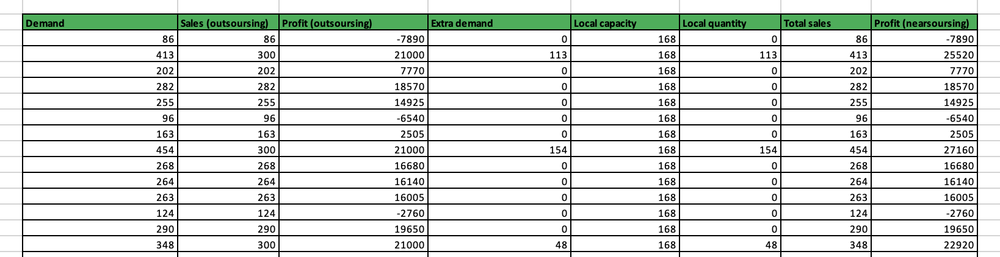 Demand Sales (outsoursing) Profit (outsoursing) Extra demand Local capacity Local quantity Total sales Profit (nearsoursing)
86 86 -7890 0 168 0 86 -7890
413 300 21000 113 168 113 413 25520
202 202 7770 0 168 0 202 7770
282 282 18570 0 168 0 282 18570
255 255 14925 0 168 0 255 14925
96 96 -6540 0 168 0 96 -6540
163 163 2505 0 168 0 163 2505
454 300 21000 154 168 154 454 27160
268 268 16680 0 168 0 268 16680
264 264 16140 0 168 0 264 16140
263 263 16005 0 168 0 263 16005
124 124 -2760 0 168 0 124 -2760
290 290 19650 0 168 0 290 19650
348 300 21000 48 168 48 348 22920